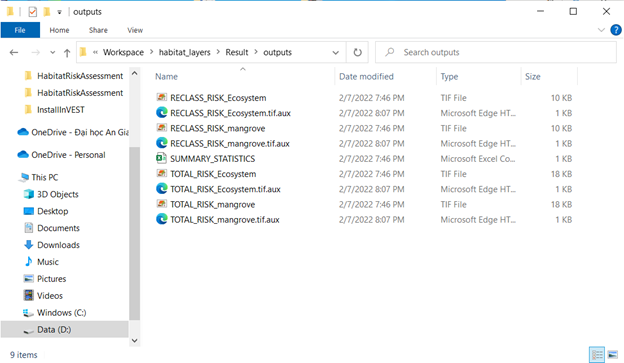 outputs
File Home Share View
« Workspace > habitat_layers > Result > outputs
Search outputs
Name Date modified Type Size
HabitatRiskAssessment
HabitatRiskAssessment
InstallInVEST
OneDrive - Đại học An Gia
OneDrive - Personal
This PC
3D Objects
Desktop
Documents
Downloads
Music
Pictures
Videos
Windows (C:)
Data (D:)
RECLASS_RISK_Ecosystem 2/7/2022 7:46 PM TIF File 10 KB
RECLASS_RISK_Ecosystem.tif.aux 2/7/2022 8:07 PM Microsoft Edge HT... 1 KB
RECLASS_RISK_mangrove 2/7/2022 7:46 PM TIF File 10 KB
RECLASS_RISK_mangrove.tif.aux 2/7/2022 8:07 PM Microsoft Edge HT... 1 KB
SUMMARY_STATISTICS 2/7/2022 7:46 PM Microsoft Excel Co... 1 KB
TOTAL_RISK_Ecosystem 2/7/2022 7:46 PM TIF File 18 KB
TOTAL_RISK_Ecosystem.tif.aux 2/7/2022 8:07 PM Microsoft Edge HT... 1 KB
TOTAL_RISK_mangrove 2/7/2022 7:46 PM TIF File 18 KB
TOTAL_RISK_mangrove.tif.aux 2/7/2022 8:07 PM Microsoft Edge HT... 1 KB
9 items